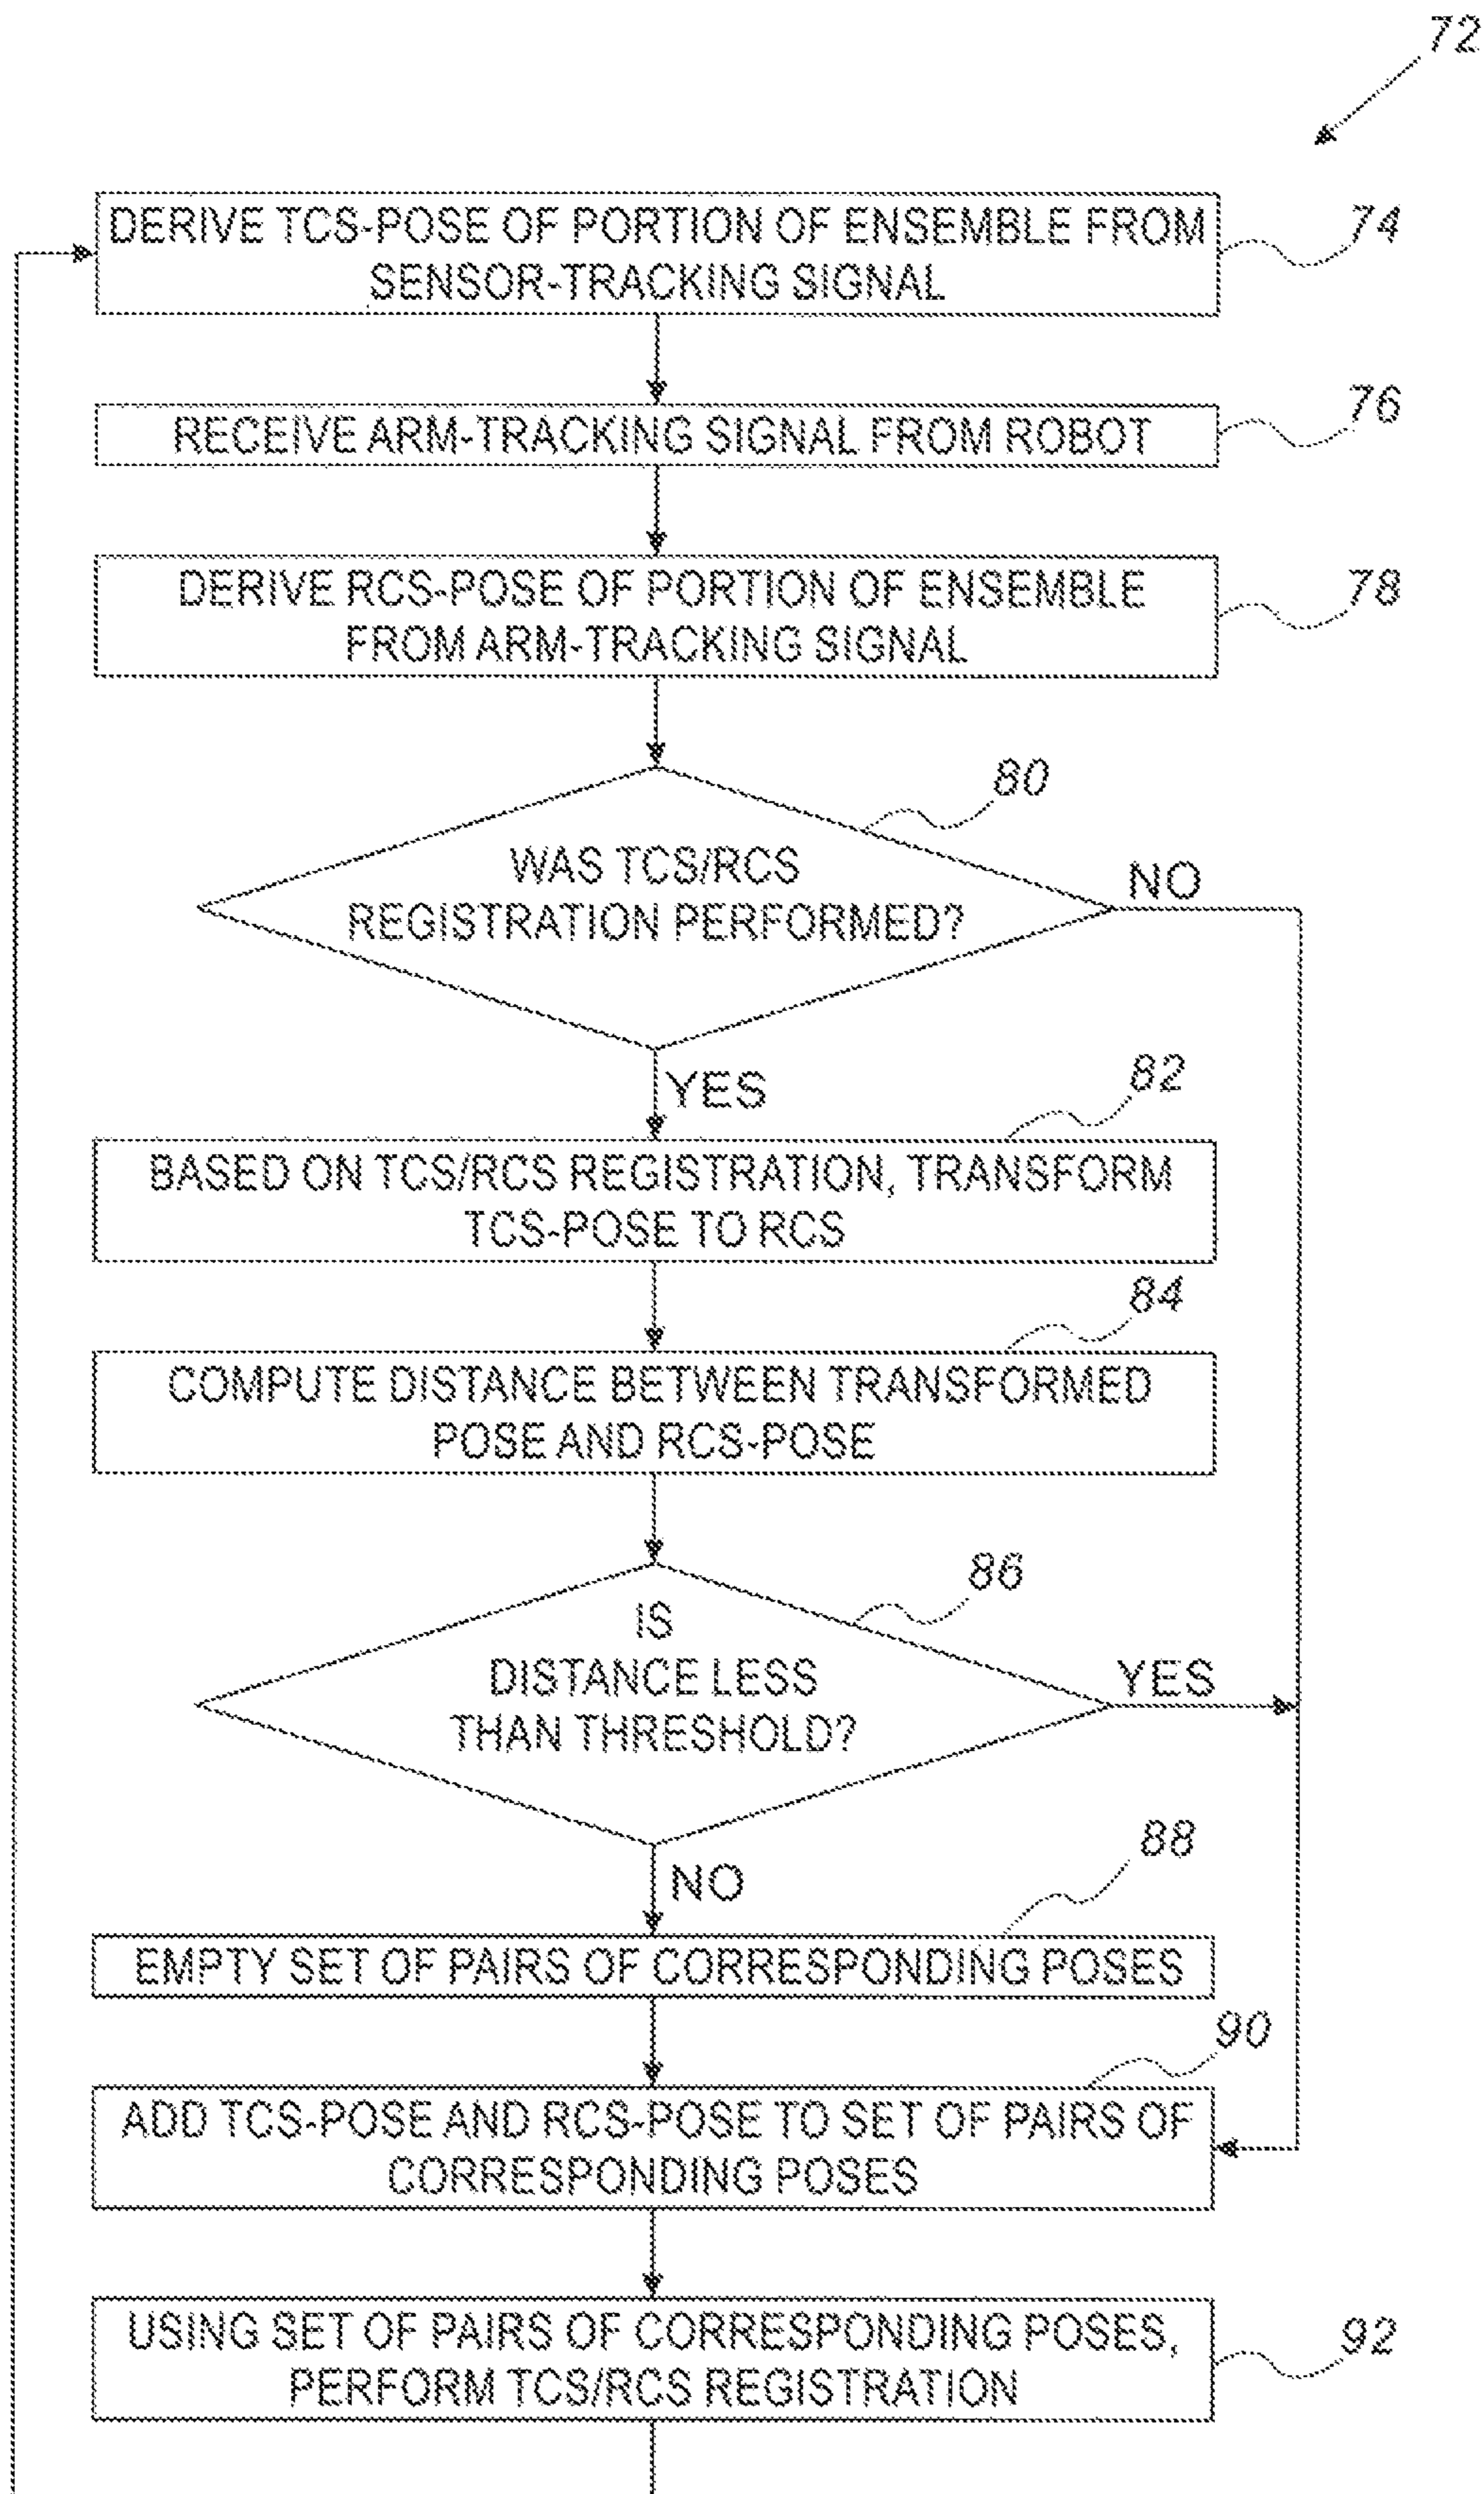 72
DERIVE TCS-POSE OF PORTION OF ENSEMBLE FROM
SENSOR-TRACKING SIGNAL
74
RECEIVE ARM-TRACKING SIGNAL FROM ROBOT
76
DERIVE RCS-POSE OF PORTION OF ENSEMBLE
FROM ARM-TRACKING SIGNAL
78
80
WAS TCS/RCS
REGISTRATION PERFORMED?
NO
YES
82
BASED ON TCS/RCS REGISTRATION, TRANSFORM
TCS-POSE TO RCS
84
COMPUTE DISTANCE BETWEEN TRANSFORMED
POSE AND RCS-POSE
86
IS
DISTANCE LESS
THAN THRESHOLD?
YES
NO
88
EMPTY SET OF PAIRS OF CORRESPONDING POSES
90
ADD TCS-POSE AND RCS-POSE TO SET OF PAIRS OF
CORRESPONDING POSES
USING SET OF PAIRS OF CORRESPONDING POSES,
PERFORM TCS/RCS REGISTRATION
92